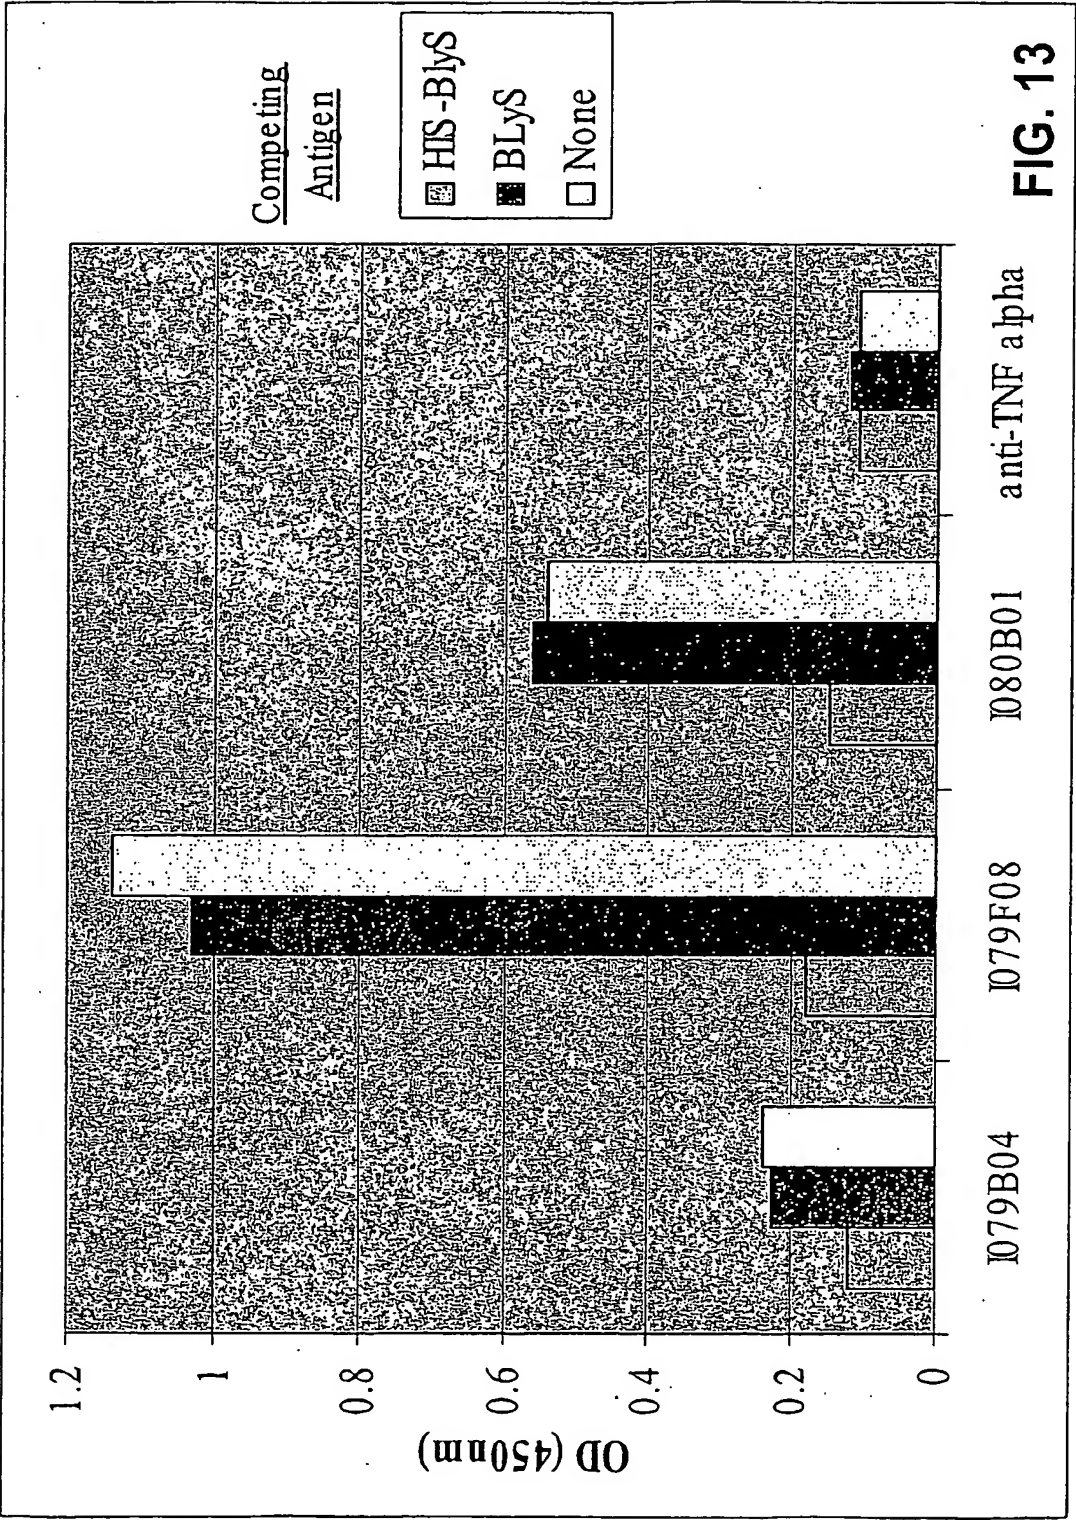 1.2
1
0.8
0.6
0.4
0.2
0
OD (450nm)
I079B04
I079F08
I080B01
anti-TNF alpha
Competing
Antigen
HIS-BlyS
BLyS
None
FIG. 13